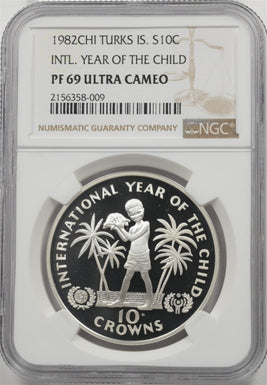 1982CHI TURKS IS. S10C
INTL. YEAR OF THE CHILD
PF 69 ULTRA CAMEO
2156358-009
NUMISMATIC GUARANTY COMPANY
NGC
INTERNATIONAL YEAR OF THE CHILD
10
CROWNS